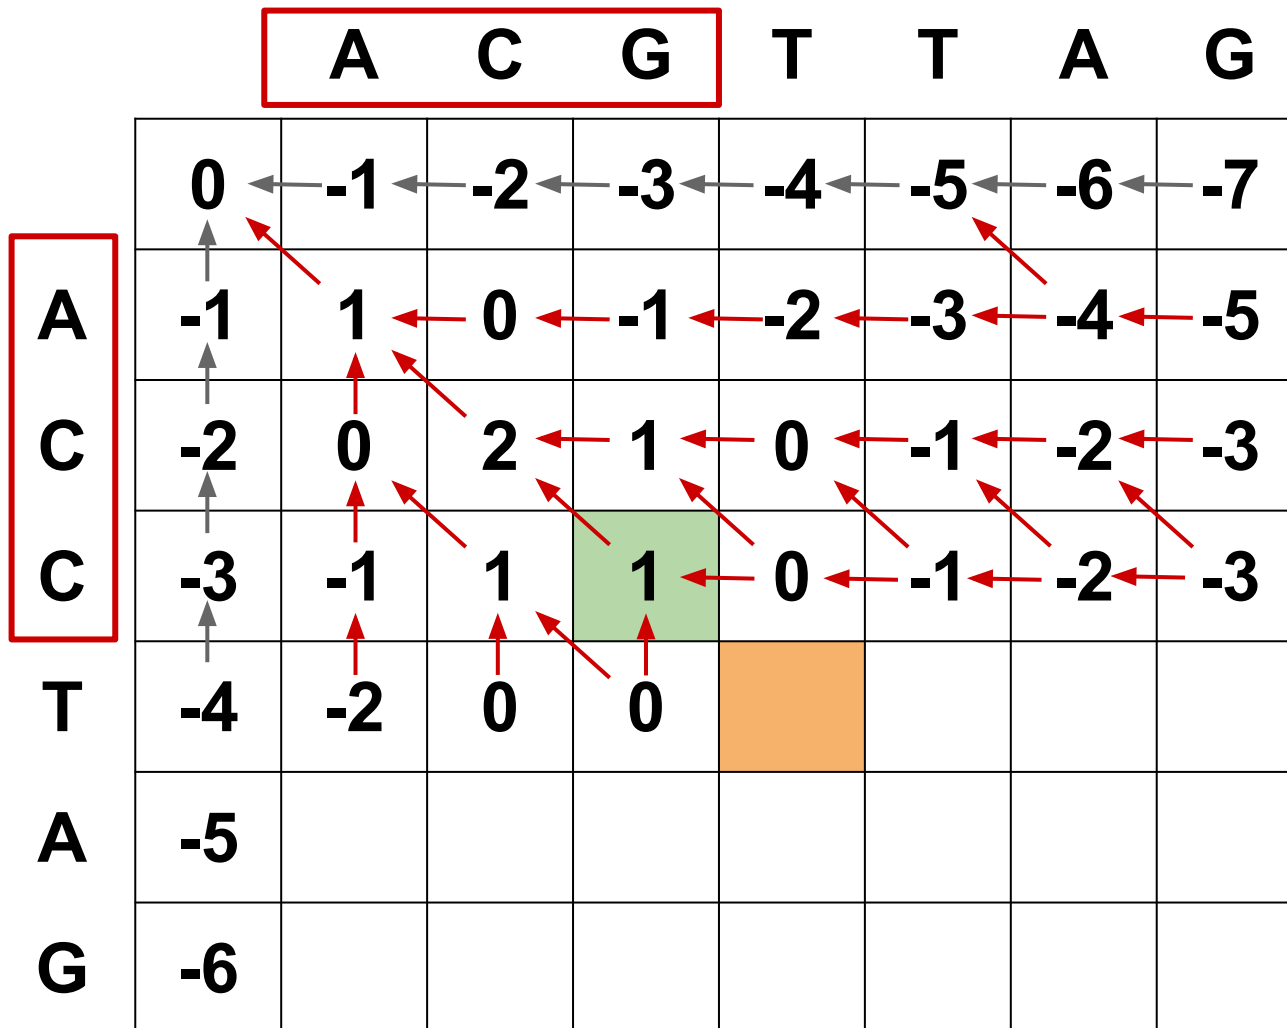 A C G T T A G
0 -1 -2 -3 -4 -5 -6 -7
A -1 1 0 -1 -2 -3 -4 -5
C -2 0 2 1 0 -1 -2 -3
C -3 -1 1 1 0 -1 -2 -3
T -4 -2 0 0
A -5
G -6